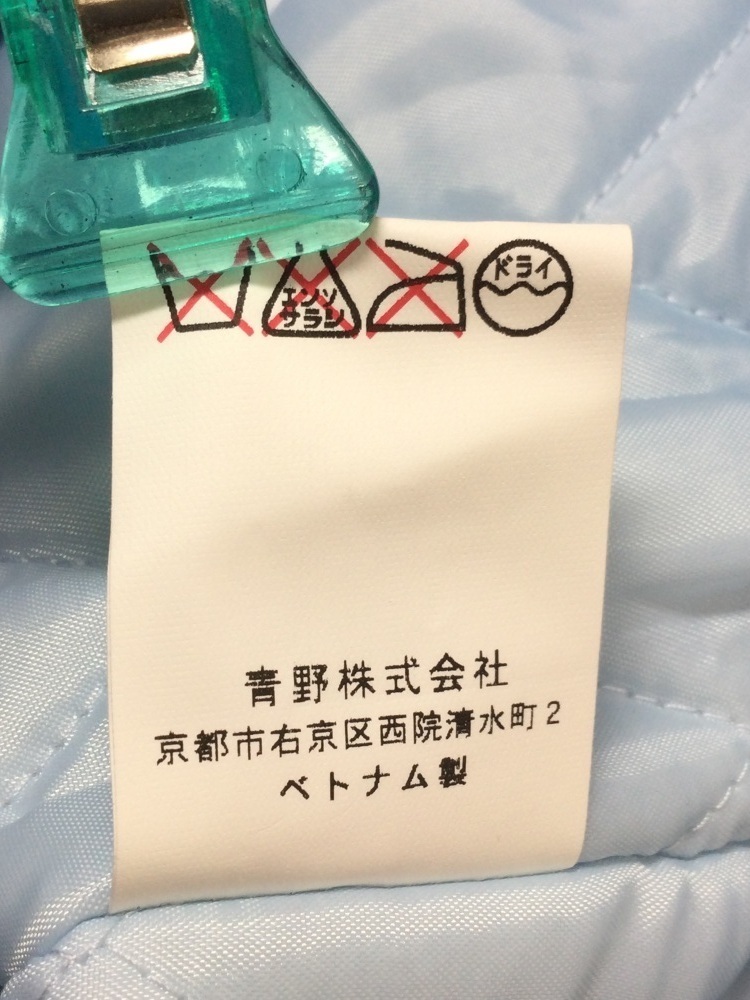 エンソ サラシ ドライ
青野株式会社
京都市右京区西院清水町2
ベトナム製